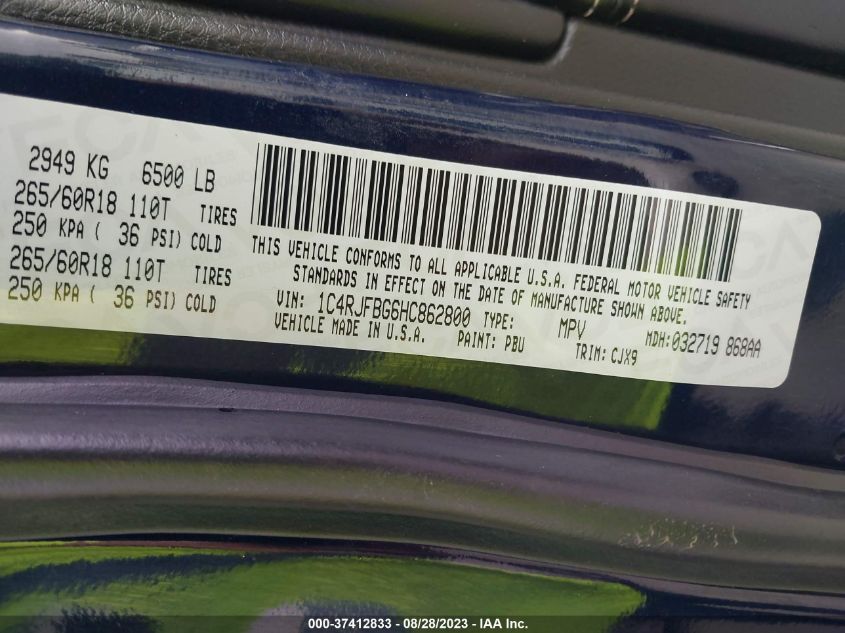 2949 KG 6500 LB
265/60R18 110T TIRES
250 KPA ( 36 PSI) COLD
265/60R18 110T TIRES
250 KPA ( 36 PSI) COLD
THIS VEHICLE CONFORMS TO ALL APPLICABLE U.S.A. FEDERAL MOTOR VEHICLE SAFETY
STANDARDS IN EFFECT ON THE DATE OF MANUFACTURE SHOWN ABOVE.
VIN: 1C4RJFBG6HC862800 TYPE: MPV MDH:032719 868AA
VEHICLE MADE IN U.S.A. PAINT: PBU TRIM: CJX9
000-37412833 - 08/28/2023 - IAA Inc.